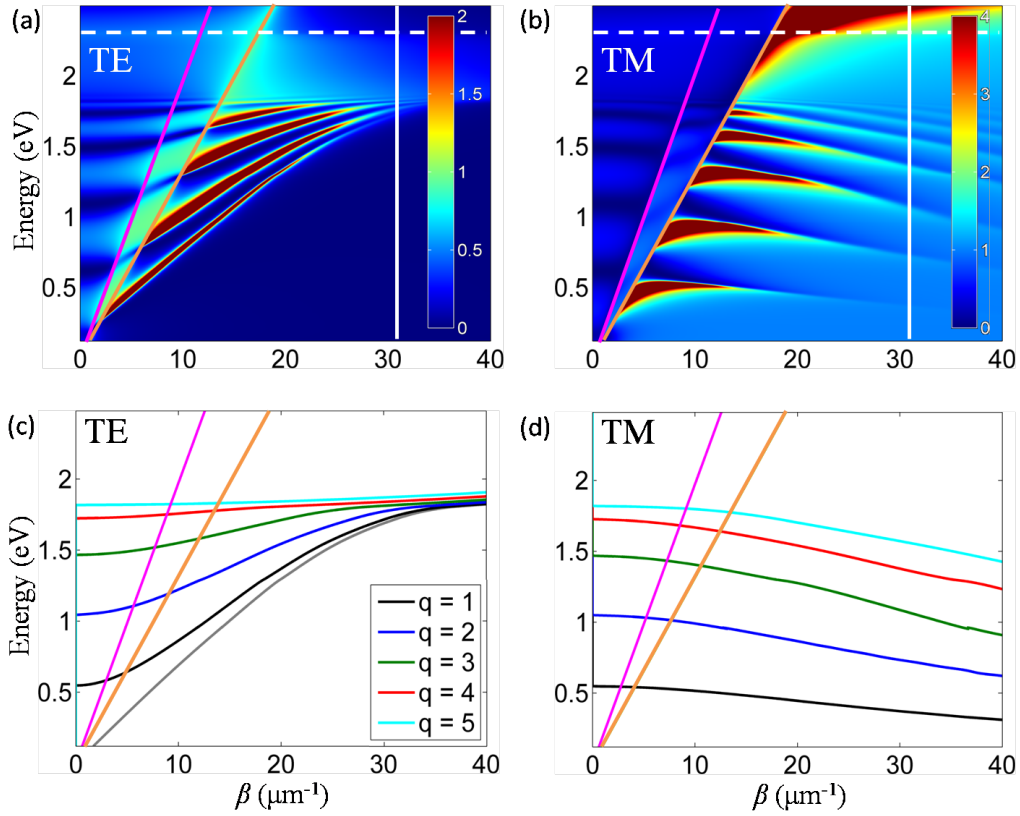 (a)
TE
2
1.5
1
0.5
0
2
1.5
1
0.5
0 10 20 30 40
Energy (eV)
(b)
TM
4
3
2
1
0
2
1.5
1
0.5
0 10 20 30 40
(c)
TE
2
1.5
1
0.5
q = 1
q = 2
q = 3
q = 4
q = 5
0 10 20 30 40
Energy (eV)
β (μm⁻¹)
(d)
TM
2
1.5
1
0.5
0 10 20 30 40
β (μm⁻¹)